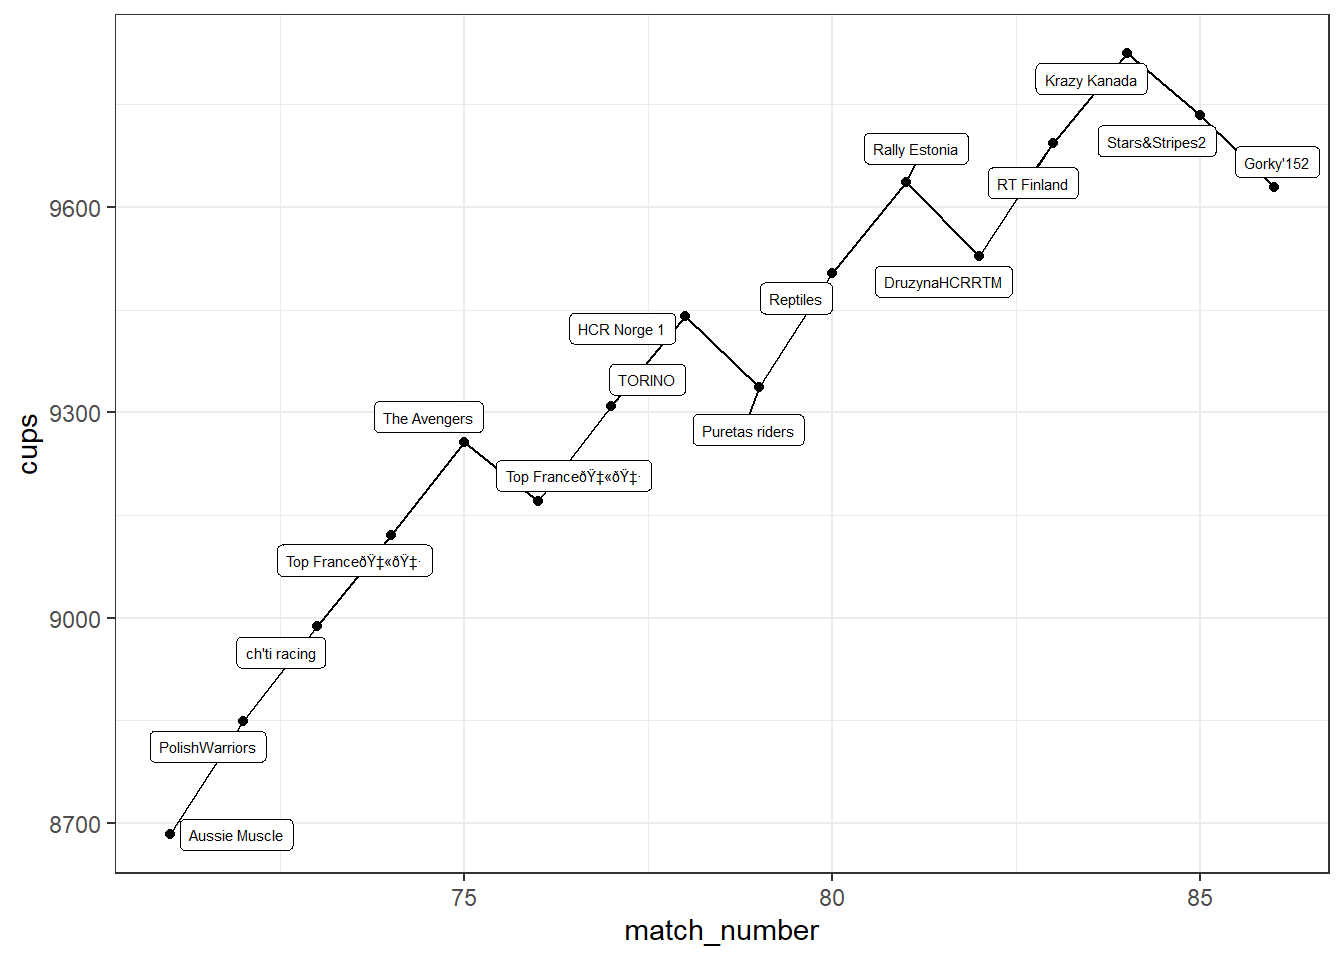 Krazy Kanada
Stars&Stripes2
Rally Estonia
Gorky'152
RT Finland
9600
DruzynaHCRRTM
Reptiles
HCR Norge 1
TORINO
9300
The Avengers
Puretas riders
cups
Top Franceðٟ‡«ðŸ‡·
Top Franceðٟ‡«ðŸ‡·
9000
ch'ti racing
PolishWarriors
8700
Aussie Muscle
75
80
85
match_number